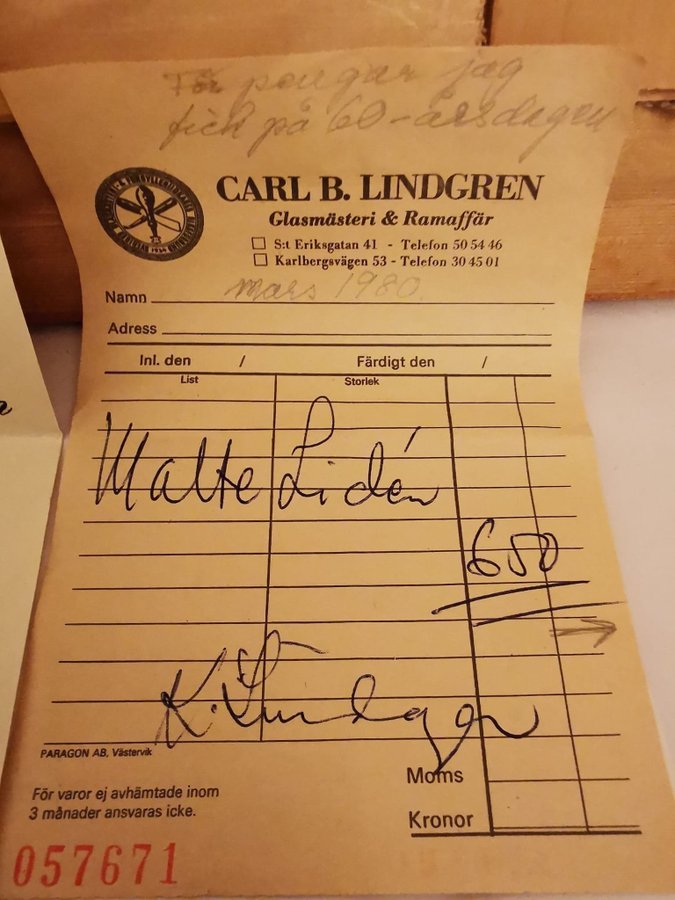 För pengar jag
fick på 60-årsdagen
CARL B. LINDGREN
Glasmästeri & Ramaffär
S:t Eriksgatan 41 - Telefon 50 54 46
Karlbergsvägen 53 - Telefon 30 45 01
Namn mars 1980.
Adress
Inl. den / Färdigt den /
List Storlek
Malte Lidén
650
K. Lindgren
PARAGON AB, Västervik
Moms
För varor ej avhämtade inom
3 månader ansvaras icke.
Kronor
057671